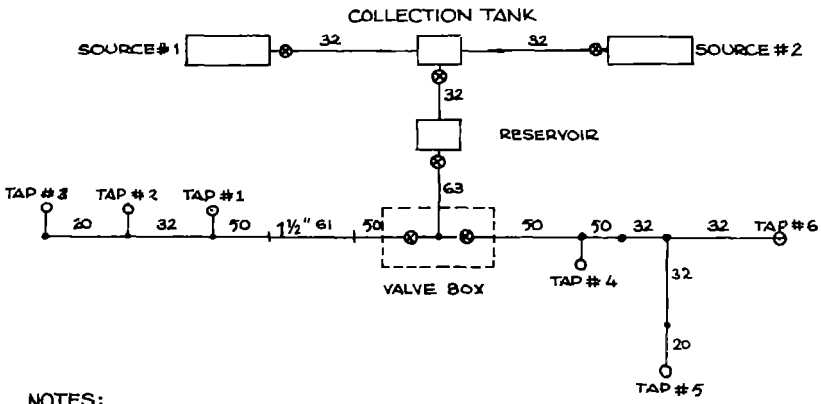 COLLECTION TANK
SOURCE #1 32 32 SOURCE #2
32
RESERVOIR
63
TAP #3 TAP #2 TAP #1
20 32 50 1½" GI 50 50 50 32 32 TAP #6
VALVE BOX TAP #4
32
20
TAP #5
NOTES: